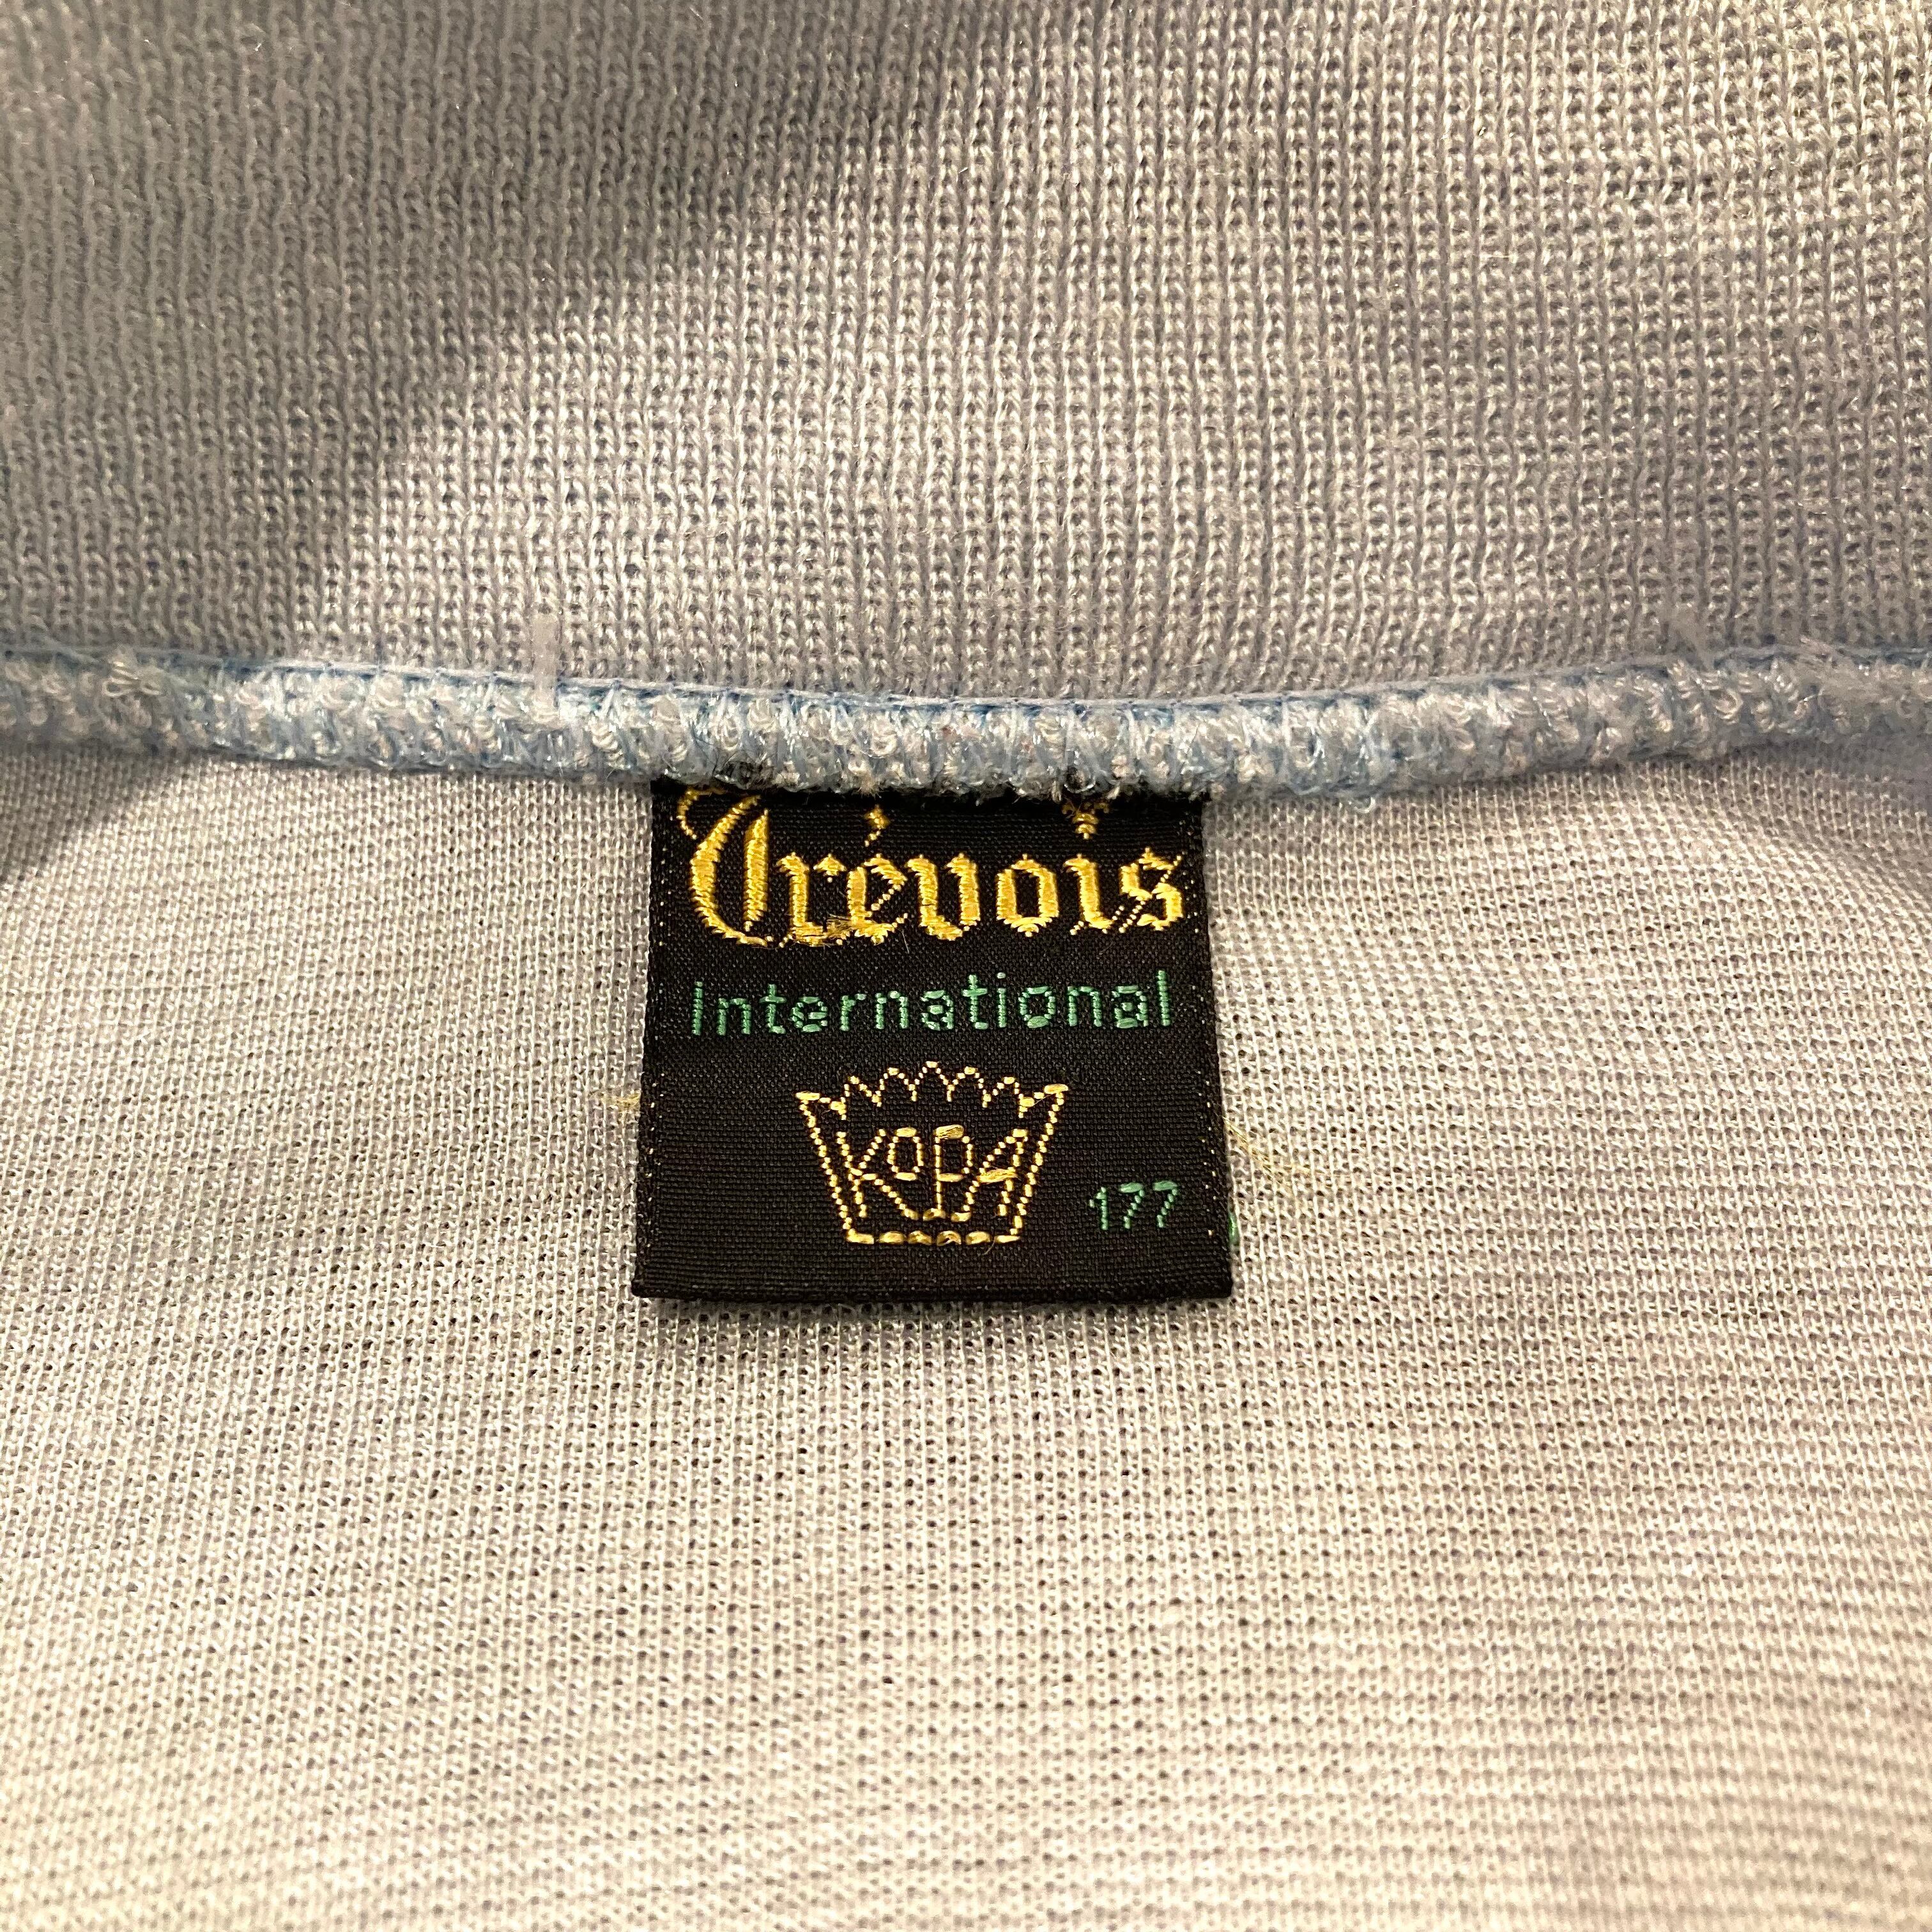 Trévois
International
KOPA
177